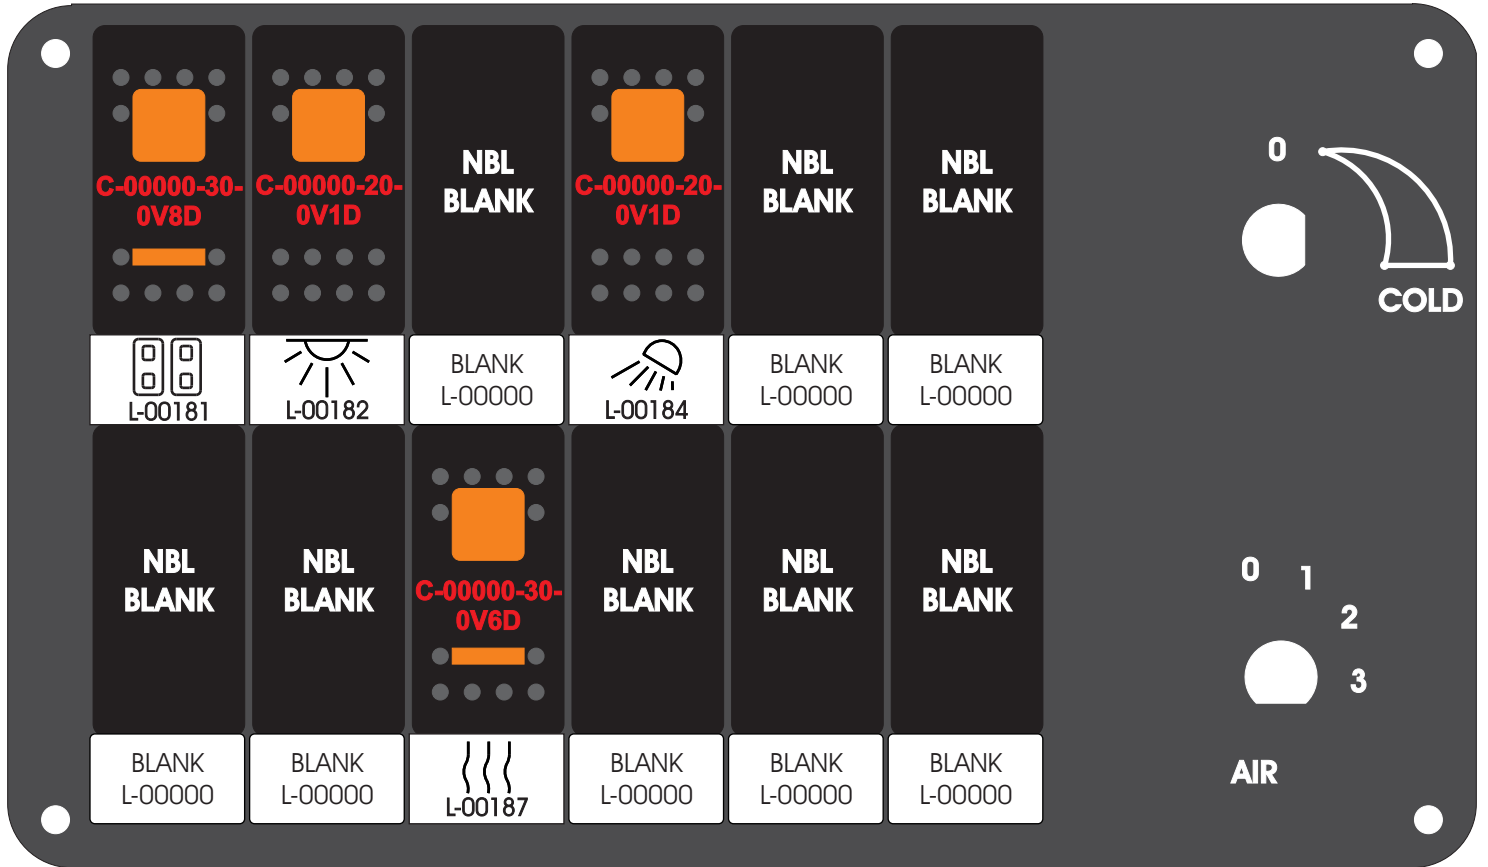 C-00000-30-
0V8D
C-00000-20-
0V1D
NBL
BLANK
C-00000-20-
0V1D
NBL
BLANK
NBL
BLANK
L-00181
L-00182
BLANK
L-00000
L-00184
BLANK
L-00000
BLANK
L-00000
NBL
BLANK
NBL
BLANK
C-00000-30-
0V6D
NBL
BLANK
NBL
BLANK
NBL
BLANK
BLANK
L-00000
BLANK
L-00000
L-00187
BLANK
L-00000
BLANK
L-00000
BLANK
L-00000
0
COLD
0
1
2
3
AIR